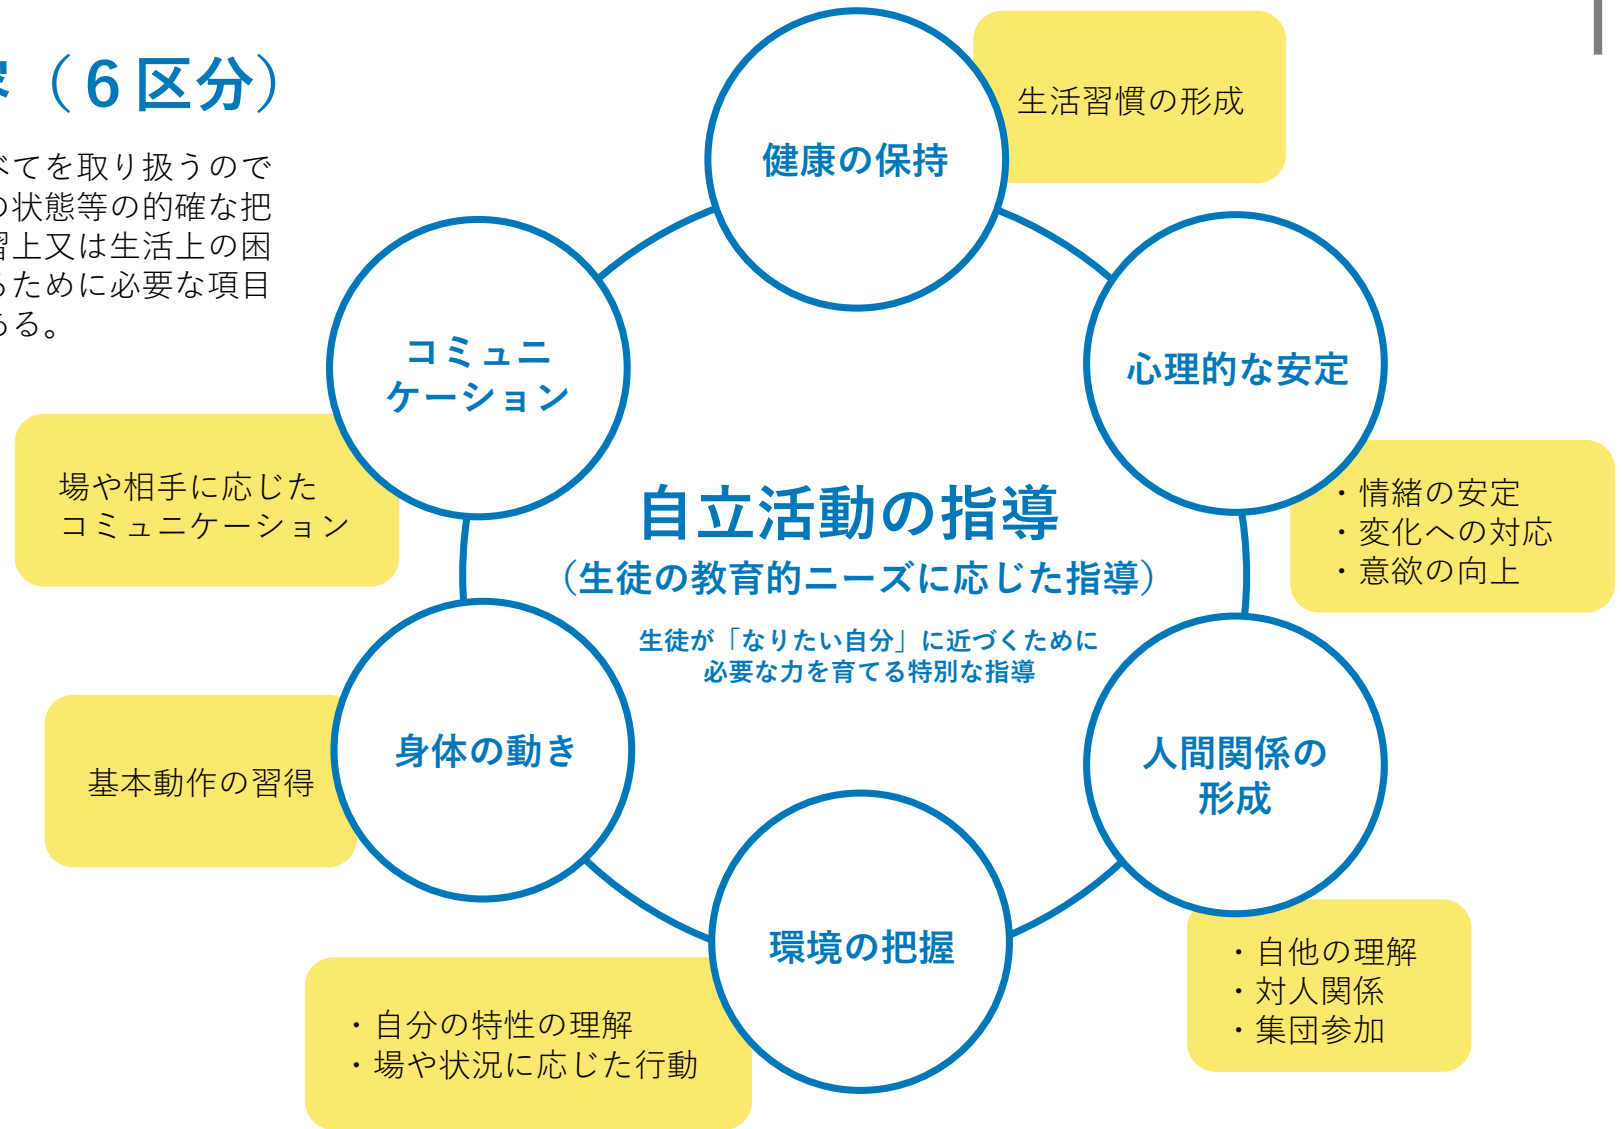 （６区分）
べてを取り扱うので
の状態等の的確な把
習上又は生活上の困
るために必要な項目
ある。
健康の保持
生活習慣の形成
心理的な安定
・情緒の安定
・変化への対応
・意欲の向上
コミュニ
ケーション
場や相手に応じた
コミュニケーション
自立活動の指導
（生徒の教育的ニーズに応じた指導）
生徒が「なりたい自分」に近づくために
必要な力を育てる特別な指導
身体の動き
基本動作の習得
人間関係の
形成
・自他の理解
・対人関係
・集団参加
環境の把握
・自分の特性の理解
・場や状況に応じた行動